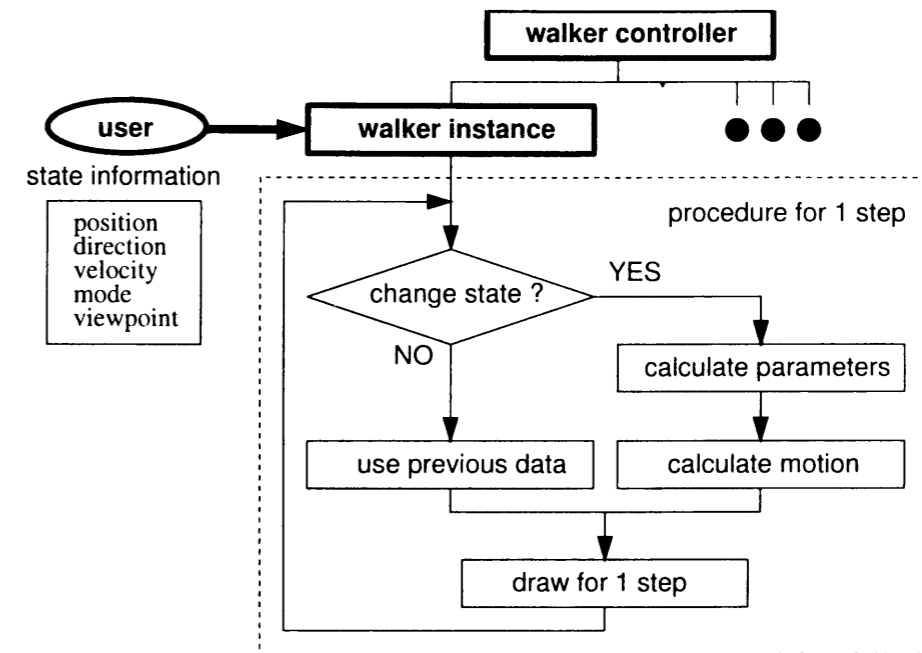 walker controller
user
walker instance
state information
procedure for 1 step
position
direction
velocity
mode
viewpoint
change state ?
YES
NO
calculate parameters
use previous data
calculate motion
draw for 1 step